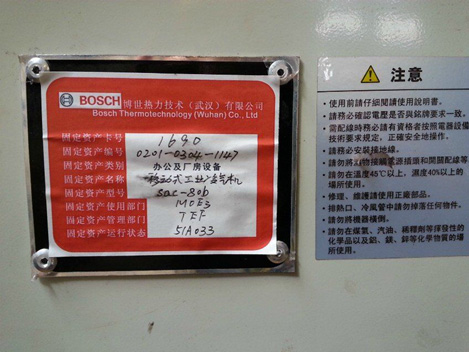 BOSCH 博世热力技术（武汉）有限公司
Bosch Thermotechnology (Wuhan) Co., Ltd
固定资产卡号 1690
固定资产编号 0201-0304-1147
固定资产类别 办公及厂房设备
固定资产名称 移动式工业冷气机
固定资产型号 SAC-80b
固定资产使用部门 MOE3
固定资产管理部门 TEF
固定资产运行状态 51A033
注意
・使用前請仔細閱讀使用說明書。
・請務必確認電壓是否與銘牌要求一致。
・需配線時務必請有資格者按照電器設備
技術要求規定，正確安全地操作。
・請務必安裝接地線。
・請勿將異物接觸電源插頭和開關配線等
・請勿在溫度45℃以上，濕度40%以上的
場所使用。
・修理、維護請使用正廠部品。
・排熱口、冷風管中請勿掉落任何物件。
・請勿將機器橫倒。
・請勿在煤氣、汽油、稀釋劑等揮發性的
化學品以及鋁、鎂、鋅等化學物質的場
所使用。